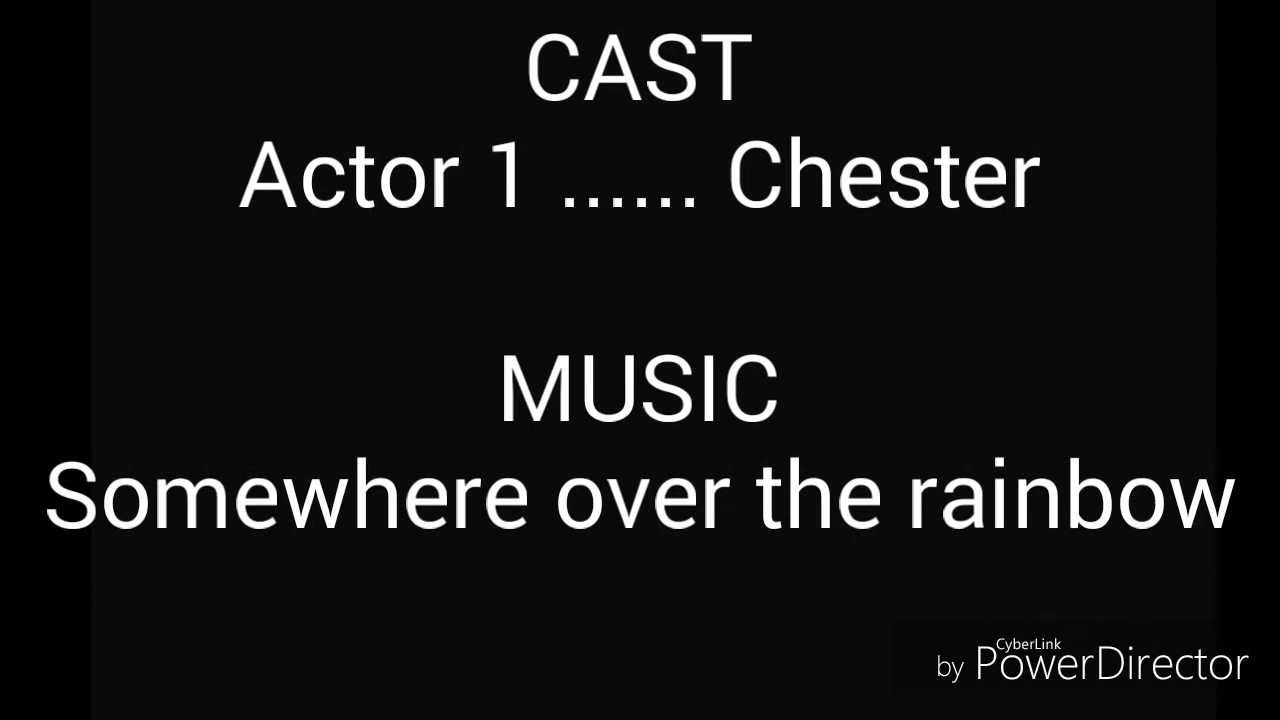 CAST
Actor 1 ...... Chester
MUSIC
Somewhere over the rainbow
CyberLink
by PowerDirector